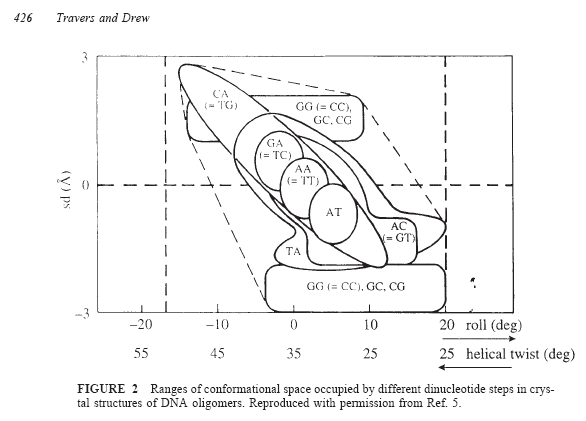 426 Travers and Drew
3
CA
(= TG)
GG (= CC),
GC, CG
GA
(= TC)
AA
(= TT)
0
sd (Å)
AT
AC
(= GT)
TA
GG (= CC), GC, CG
−3
−20 −10 0 10 20 roll (deg)
55 45 35 25 25 helical twist (deg)
FIGURE 2 Ranges of conformational space occupied by different dinucleotide steps in crys-
tal structures of DNA oligomers. Reproduced with permission from Ref. 5.